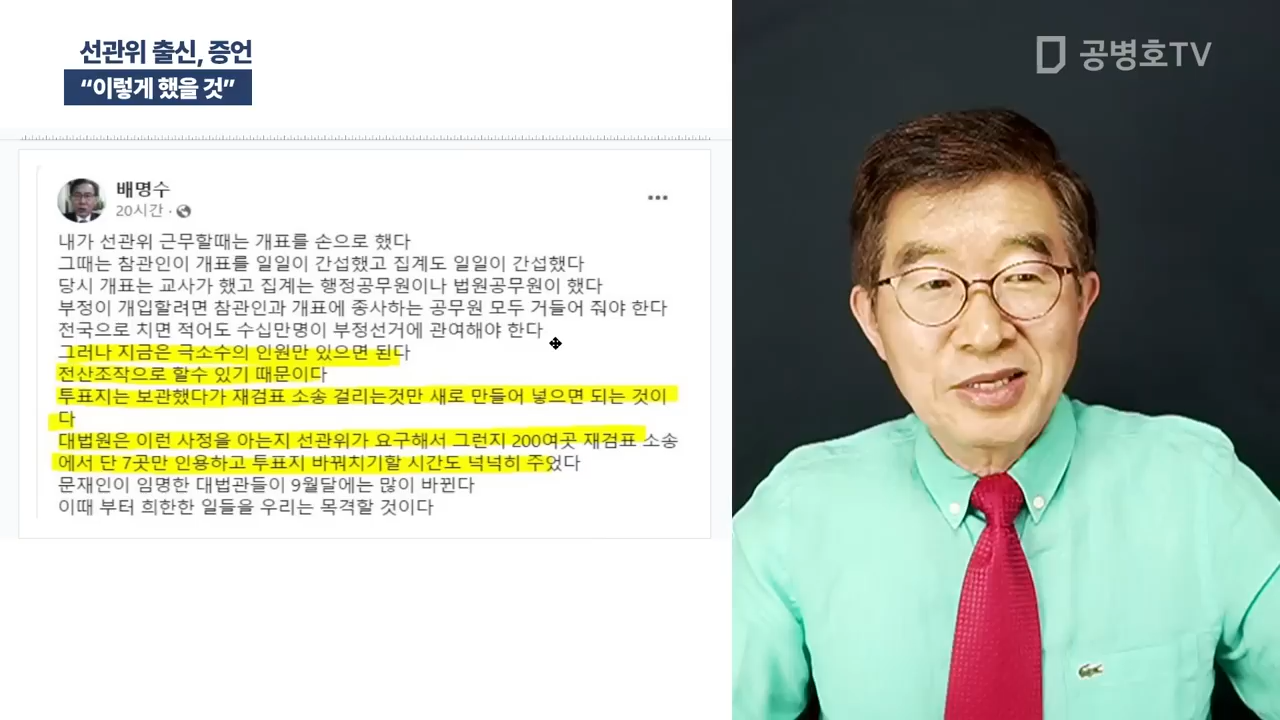 선관위 출신, 증언
“이렇게 했을 것”
공병호TV
배명수
20시간 ·
내가 선관위 근무할때는 개표를 손으로 했다
그때는 참관인이 개표를 일일이 간섭했고 집계도 일일이 간섭했다
당시 개표는 교사가 했고 집계는 행정공무원이나 법원공무원이 했다
부정이 개입할려면 참관인과 개표에 종사하는 공무원 모두 거들어 줘야 한다
전국으로 치면 적어도 수십만명이 부정선거에 관여해야 한다
그러나 지금은 극소수의 인원만 있으면 된다
전산조작으로 할수 있기 때문이다
투표지는 보관했다가 재검표 소송 걸리는것만 새로 만들어 넣으면 되는 것이
다
대법원은 이런 사정을 아는지 선관위가 요구해서 그런지 200여곳 재검표 소송
에서 단 7곳만 인용하고 투표지 바꿔치기할 시간도 넉넉히 주었다
문재인이 임명한 대법관들이 9월달에는 많이 바뀐다
이때 부터 희한한 일들을 우리는 목격할 것이다